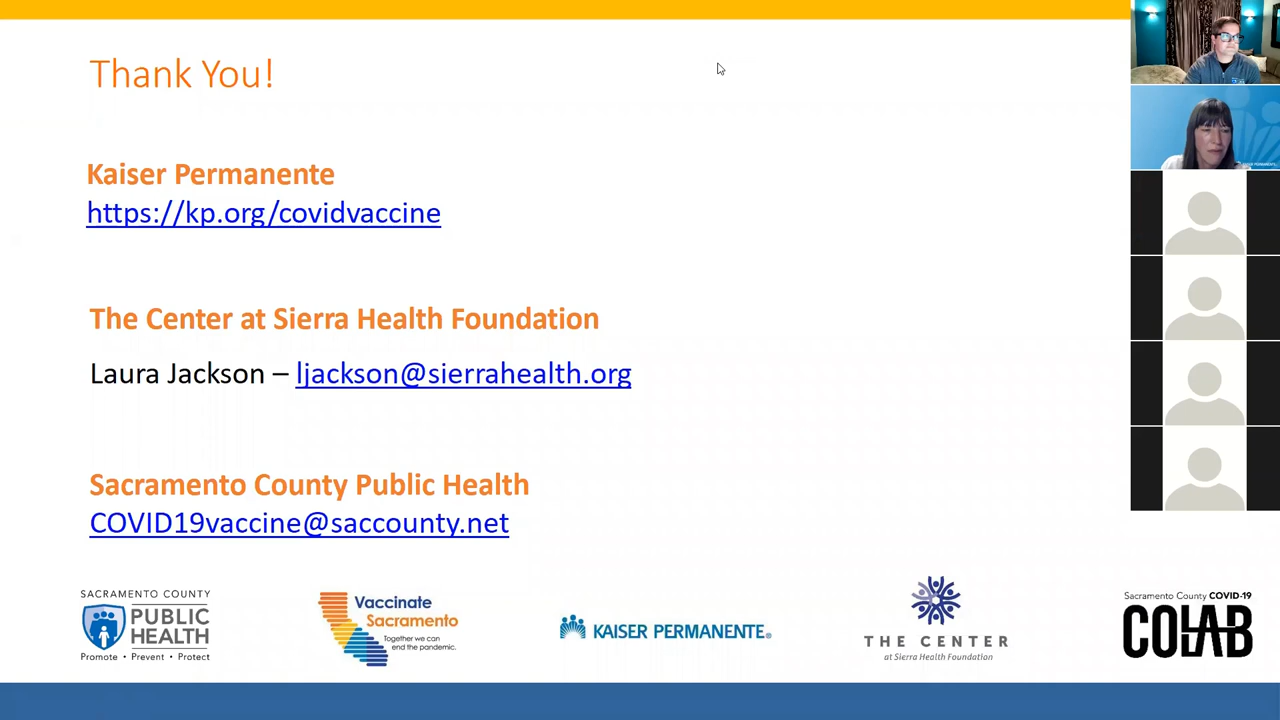 Thank You!
Kaiser Permanente
https://kp.org/covidvaccine
The Center at Sierra Health Foundation
Laura Jackson – ljackson@sierrahealth.org
Sacramento County Public Health
COVID19vaccine@saccounty.net
SACRAMENTO COUNTY
PUBLIC
HEALTH
Promote • Prevent • Protect
Vaccinate
Sacramento
Together we can
end the pandemic.
KAISER PERMANENTE®
THE CENTER
at Sierra Health Foundation
Sacramento County COVID-19
COLAB